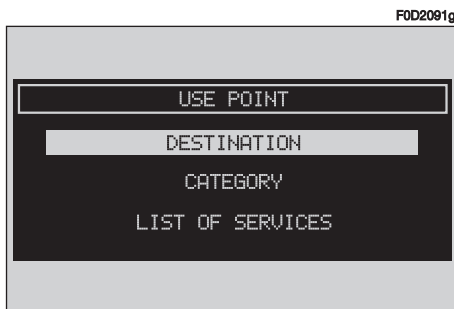 F0D2091g
USE POINT
DESTINATION
CATEGORY
LIST OF SERVICES